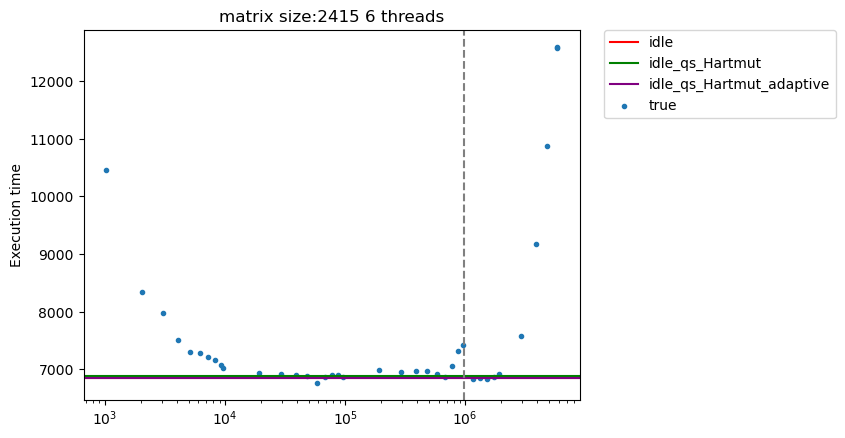 matrix size:2415 6 threads
idle
idle_qs_Hartmut
idle_qs_Hartmut_adaptive
true
Execution time
12000
11000
10000
9000
8000
7000
10³ 10⁴ 10⁵ 10⁶